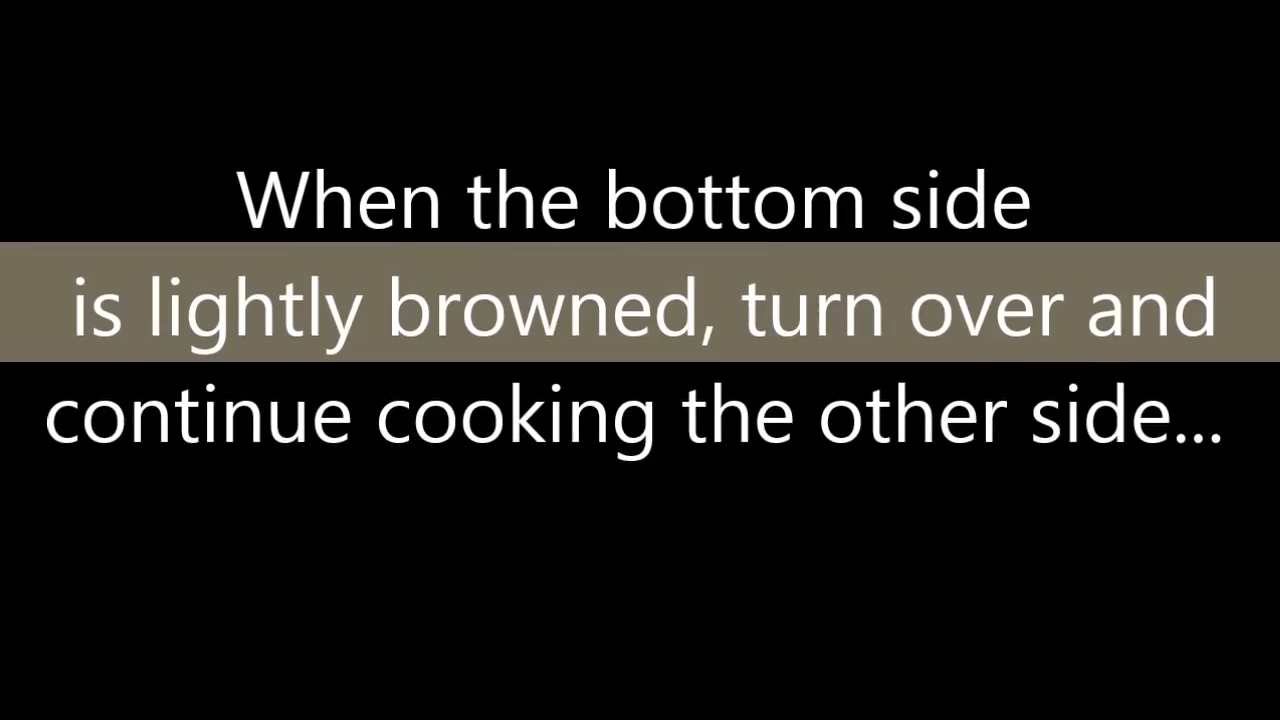 When the bottom side
is lightly browned, turn over and
continue cooking the other side...